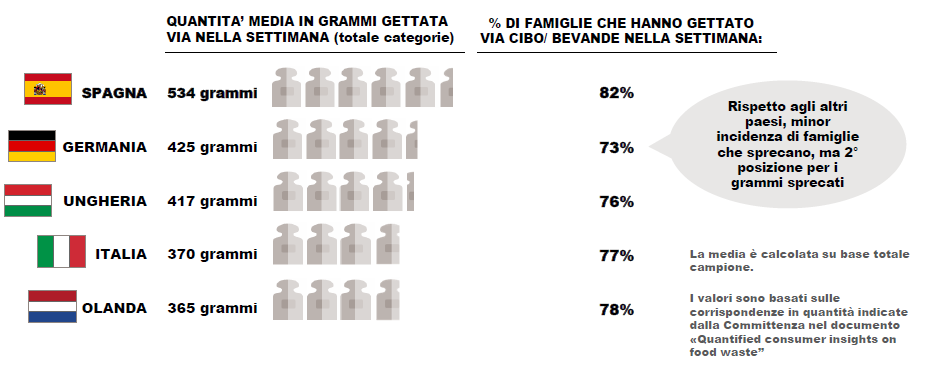 QUANTITA’ MEDIA IN GRAMMI GETTATA
VIA NELLA SETTIMANA (totale categorie)
% DI FAMIGLIE CHE HANNO GETTATO
VIA CIBO/ BEVANDE NELLA SETTIMANA:
SPAGNA 534 grammi 82%
GERMANIA 425 grammi 73%
UNGHERIA 417 grammi 76%
ITALIA 370 grammi 77%
OLANDA 365 grammi 78%
Rispetto agli altri
paesi, minor
incidenza di famiglie
che sprecano, ma 2°
posizione per i
grammi sprecati
La media è calcolata su base totale
campione.
I valori sono basati sulle
corrispondenze in quantità indicate
dalla Committenza nel documento
«Quantified consumer insights on
food waste”